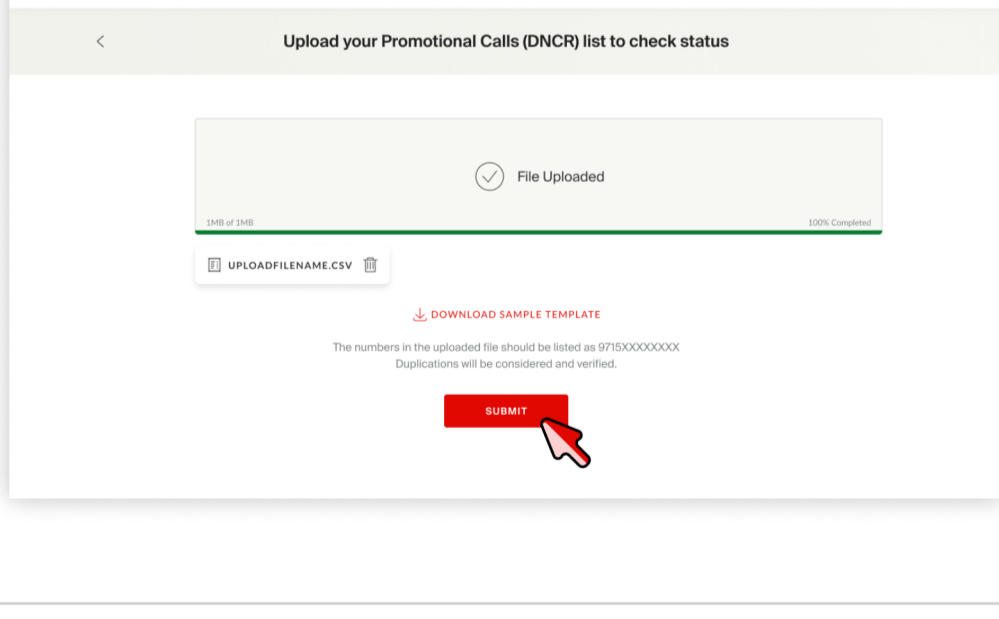 Upload your Promotional Calls (DNCR) list to check status
File Uploaded
1MB of 1MB
100% Completed
UPLOADFILENAME.CSV
DOWNLOAD SAMPLE TEMPLATE
The numbers in the uploaded file should be listed as 9715XXXXXXXX
Duplications will be considered and verified.
SUBMIT